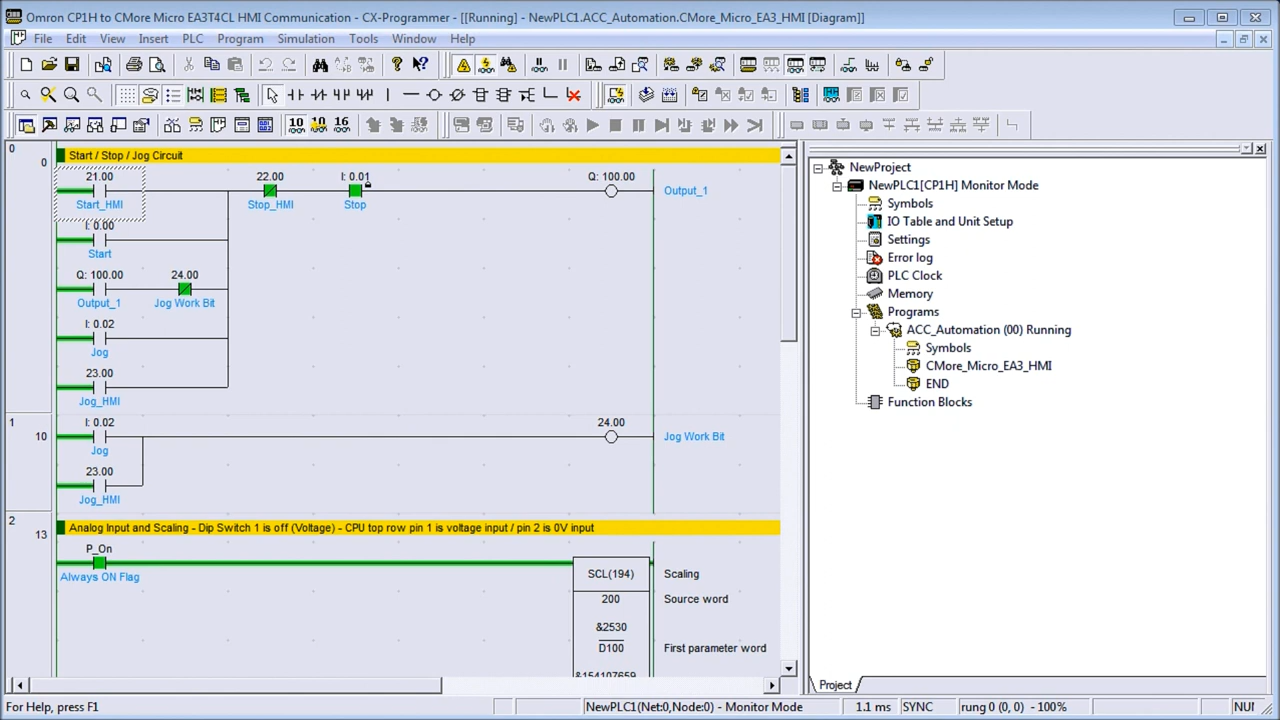 Omron CP1H to CMore Micro EA3T4CL HMI Communication - CX-Programmer - [[Running] - NewPLC1.ACC_Automation.CMore_Micro_EA3_HMI [Diagram]]
File Edit View Insert PLC Program Simulation Tools Window Help
10 10 16
0
0
Start / Stop / Jog Circuit
21.00 22.00 I: 0.01 Q: 100.00
Output_1
Start_HMI Stop_HMI Stop
I: 0.00
Start
Q: 100.00 24.00
Output_1 Jog Work Bit
I: 0.02
Jog
23.00
Jog_HMI
1
10
I: 0.02 24.00
Jog Work Bit
Jog
23.00
Jog_HMI
2
13
Analog Input and Scaling - Dip Switch 1 is off (Voltage) - CPU top row pin 1 is voltage input / pin 2 is 0V input
P_On
Always ON Flag
SCL(194) Scaling
200 Source word
&2530
D100 First parameter word
&154107659
NewProject
NewPLC1[CP1H] Monitor Mode
Symbols
IO Table and Unit Setup
Settings
Error log
PLC Clock
Memory
Programs
ACC_Automation (00) Running
Symbols
CMore_Micro_EA3_HMI
END
Function Blocks
Project
For Help, press F1 NewPLC1(Net:0,Node:0) - Monitor Mode 1.1 ms SYNC rung 0 (0, 0) - 100%